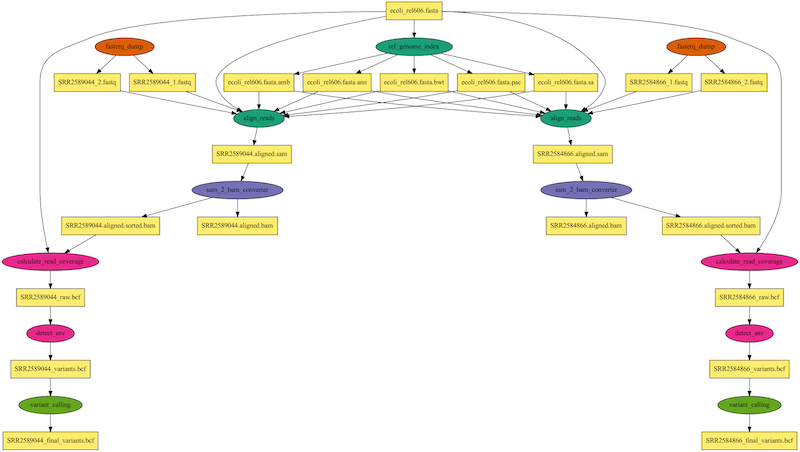 ecoli_rel606.fasta
fasterq_dump
ref_genome_index
fasterq_dump
SRR2589044_2.fastq
SRR2589044_1.fastq
ecoli_rel606.fasta.amb
ecoli_rel606.fasta.ann
ecoli_rel606.fasta.bwt
ecoli_rel606.fasta.pac
ecoli_rel606.fasta.sa
SRR2584866_1.fastq
SRR2584866_2.fastq
align_reads
align_reads
SRR2589044.aligned.sam
SRR2584866.aligned.sam
sam_2_bam_converter
sam_2_bam_converter
SRR2589044.aligned.sorted.bam
SRR2589044.aligned.bam
SRR2584866.aligned.bam
SRR2584866.aligned.sorted.bam
calculate_read_coverage
calculate_read_coverage
SRR2589044_raw.bcf
SRR2584866_raw.bcf
detect_snv
detect_snv
SRR2589044_variants.bcf
SRR2584866_variants.bcf
variant_calling
variant_calling
SRR2589044_final_variants.bcf
SRR2584866_final_variants.bcf